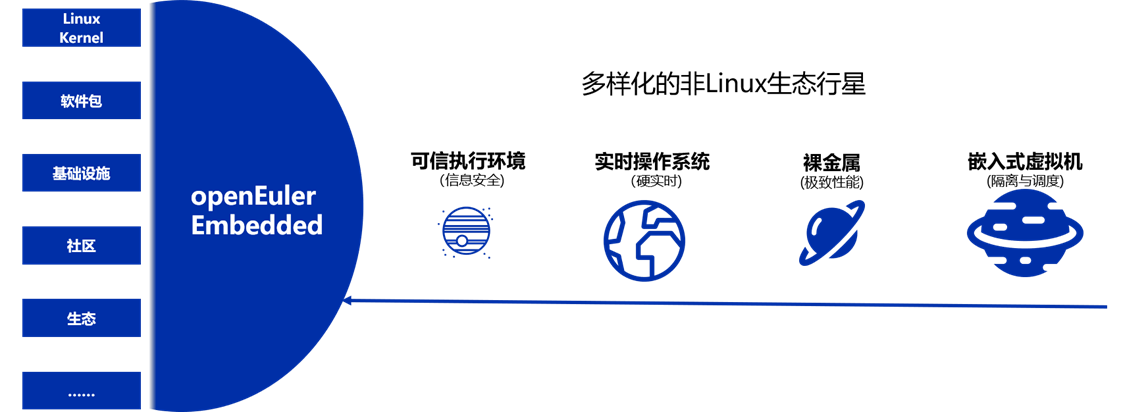 Linux
Kernel
软件包
基础设施
社区
生态
......
openEuler
Embedded
多样化的非Linux生态行星
可信执行环境
(信息安全)
实时操作系统
(硬实时)
裸金属
(极致性能)
嵌入式虚拟机
(隔离与调度)